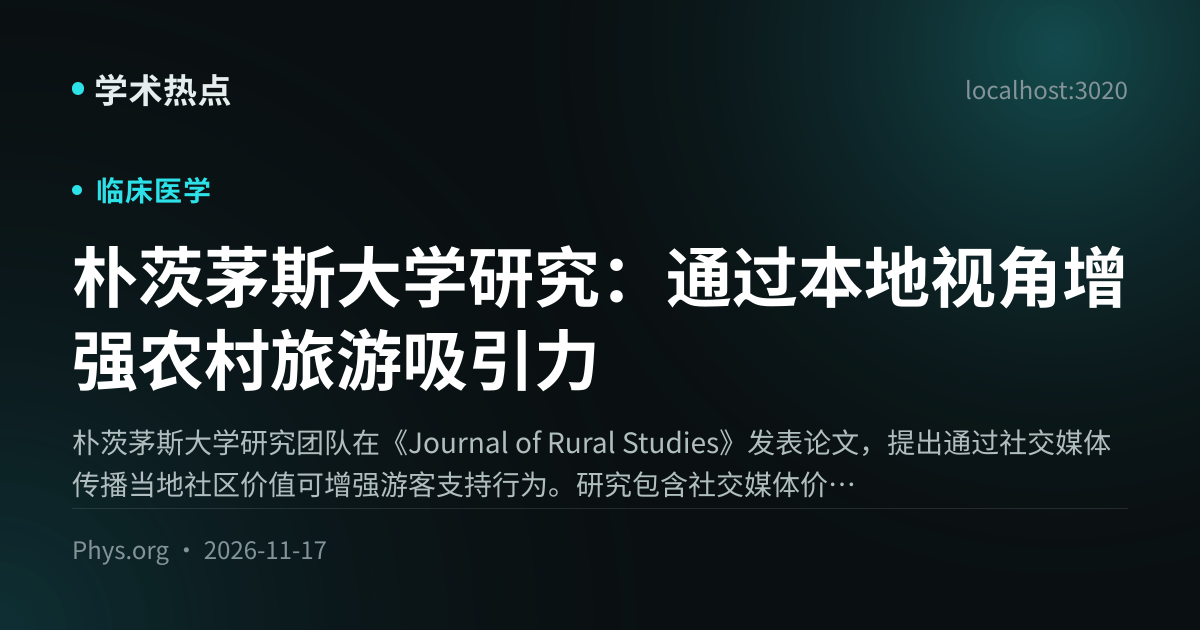 学术热点
localhost:3020
临床医学
朴茨茅斯大学研究：通过本地视角增
强农村旅游吸引力
朴茨茅斯大学研究团队在《Journal of Rural Studies》发表论文，提出通过社交媒体
传播当地社区价值可增强游客支持行为。研究包含社交媒体价…
Phys.org · 2026-11-17